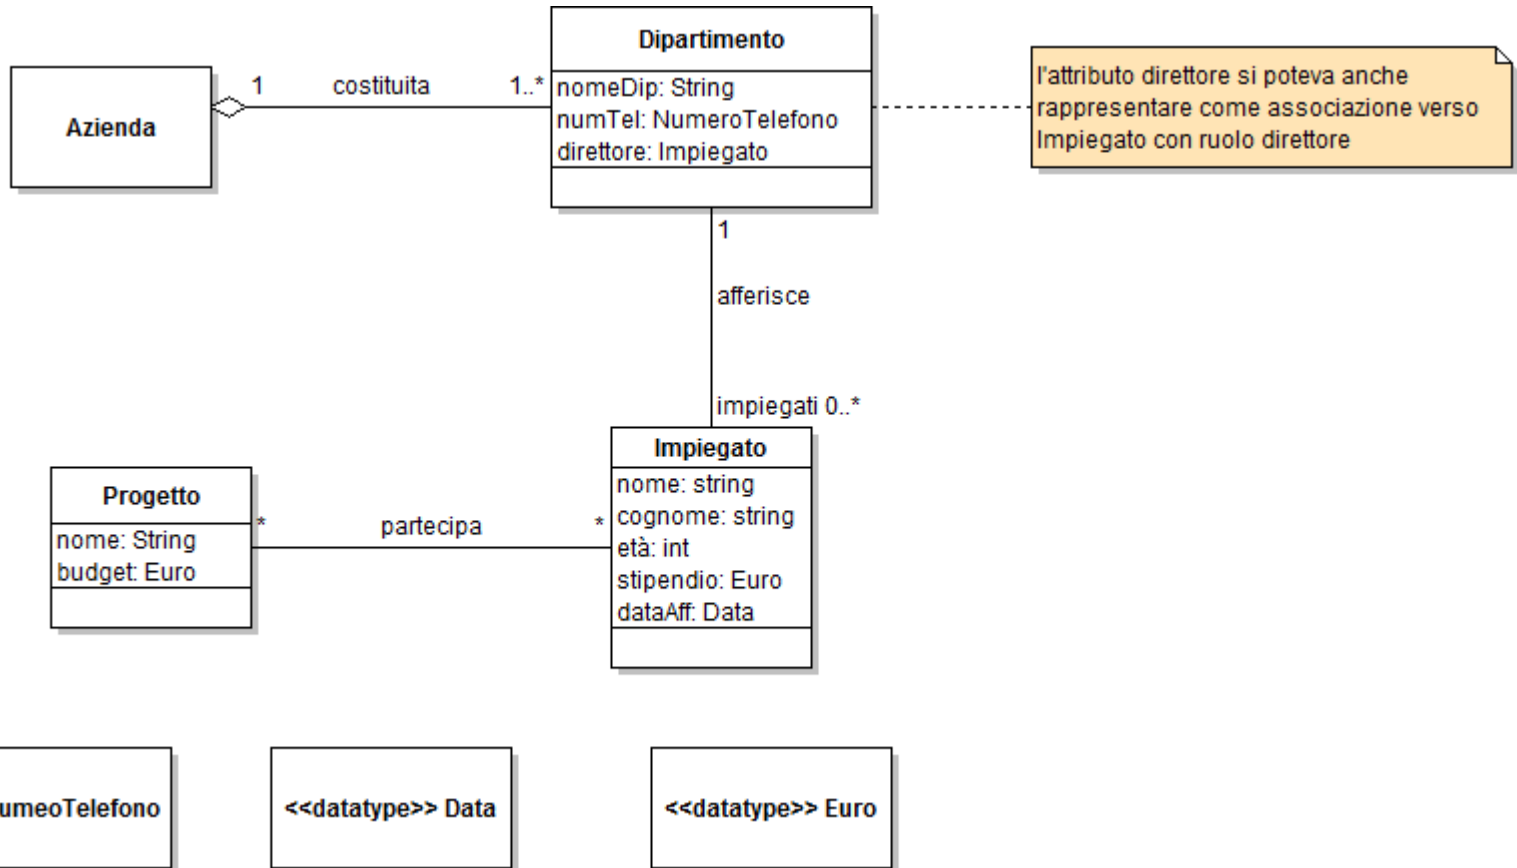 Dipartimento
nomeDip: String
numTel: NumeroTelefono
direttore: Impiegato
Azienda
1 costituita 1..*
l'attributo direttore si poteva anche
rappresentare come associazione verso
Impiegato con ruolo direttore
1
afferisce
impiegati 0..*
Impiegato
nome: string
cognome: string
età: int
stipendio: Euro
dataAff: Data
Progetto
nome: String
budget: Euro
* partecipa *
umeoTelefono
<<datatype>> Data
<<datatype>> Euro